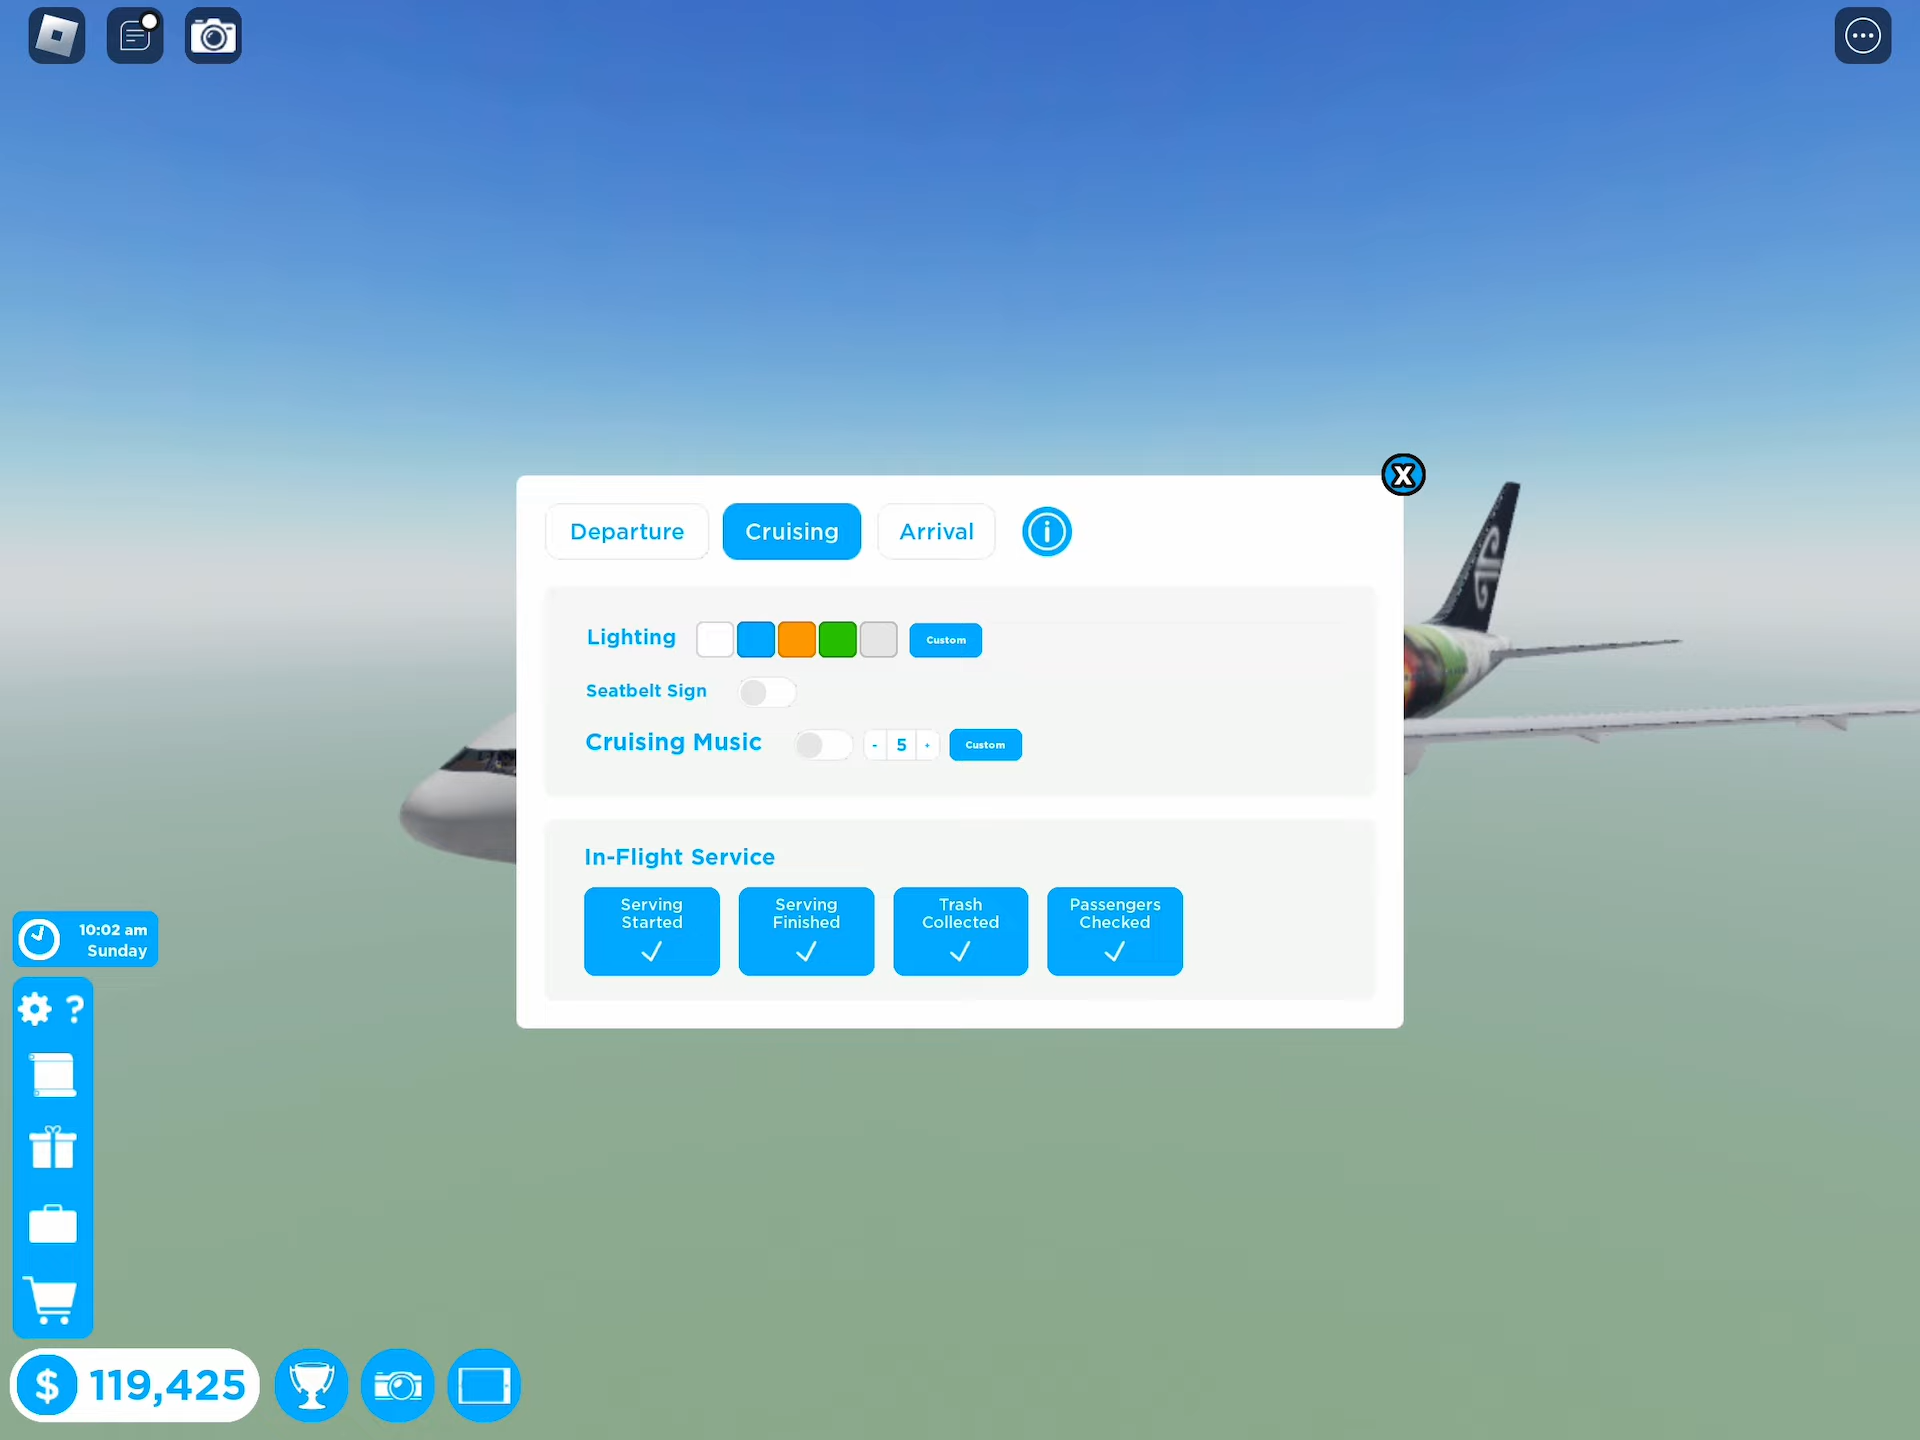 Departure
Cruising
Arrival
i
X
Lighting
Custom
Seatbelt Sign
Cruising Music
- 5 +
Custom
In-Flight Service
Serving
Started
Serving
Finished
Trash
Collected
Passengers
Checked
10:02 am
Sunday
?
$ 119,425